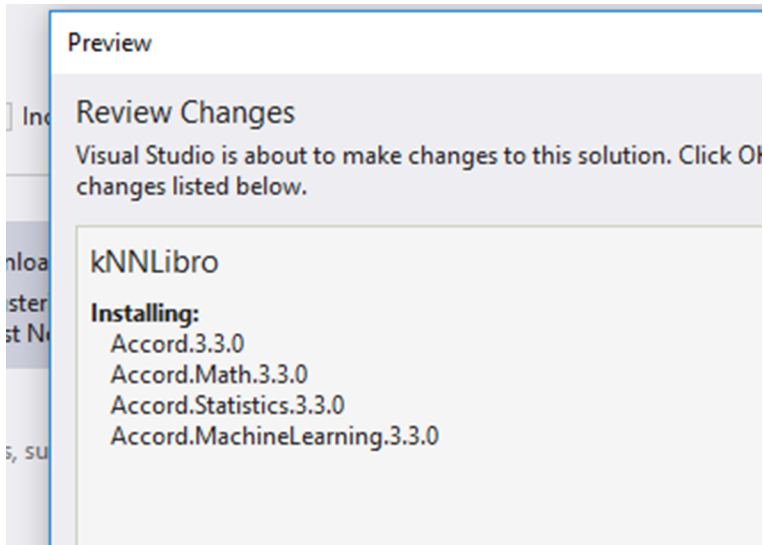 Preview
Review Changes
Visual Studio is about to make changes to this solution. Click
changes listed below.
kNNLibro
Installing:
Accord.3.3.0
Accord.Math.3.3.0
Accord.Statistics.3.3.0
Accord.MachineLearning.3.3.0